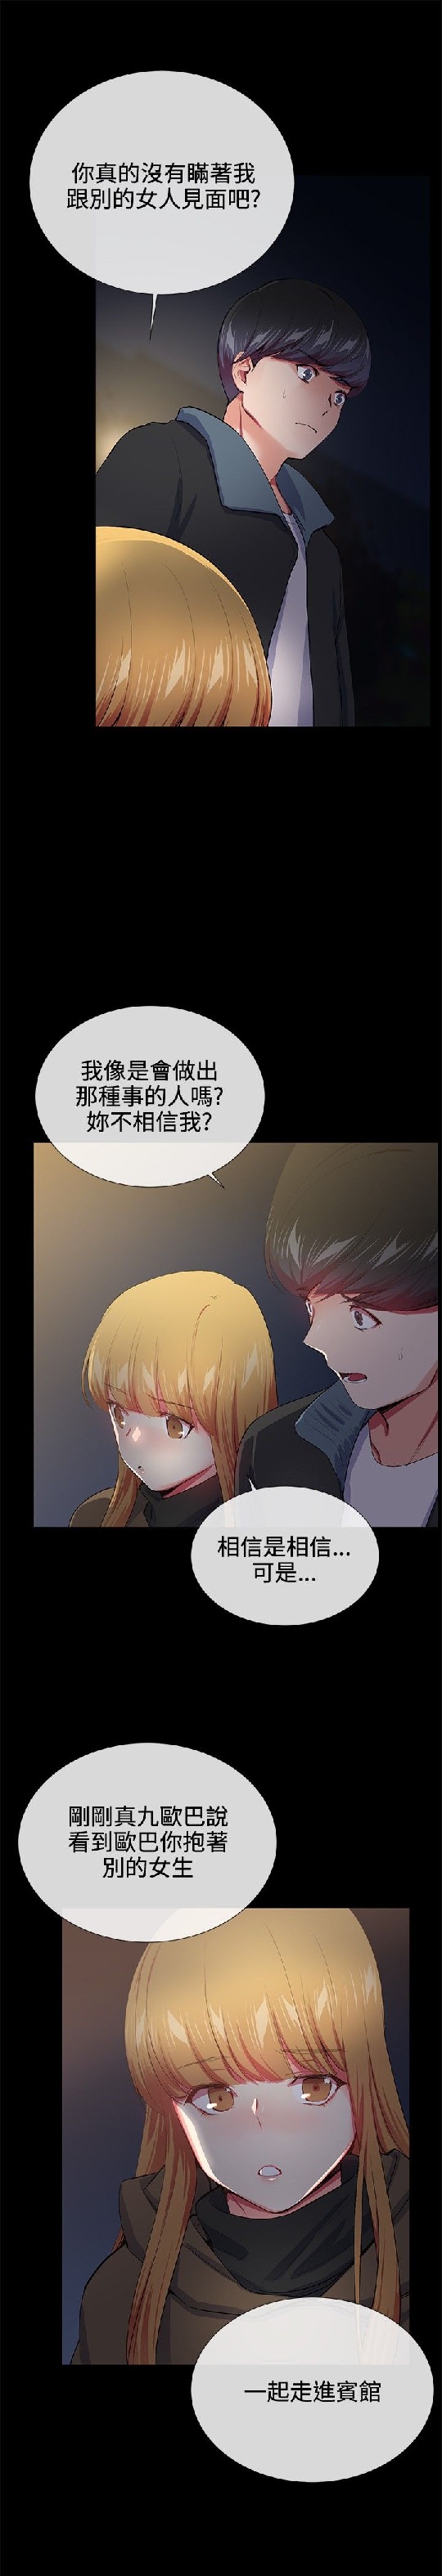 你真的沒有瞞著我
跟別的女人見面吧?
我像是會做出
那種事的人嗎?
妳不相信我?
相信是相信...
可是...
剛剛真九歐巴說
看到歐巴你抱著
別的女生
一起走進賓館